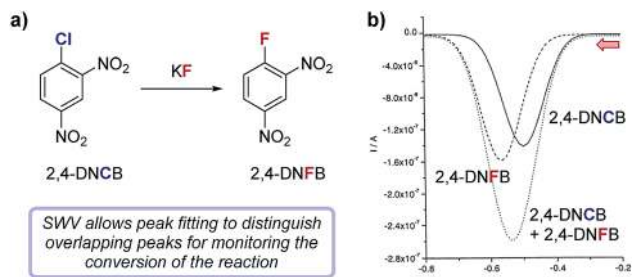 a)
Cl
NO₂
NO₂
2,4-DNCB
KF
F
NO₂
NO₂
2,4-DNFB
SWV allows peak fitting to distinguish
overlapping peaks for monitoring the
conversion of the reaction
b)
0.0
-4.0x10⁻⁸
-8.0x10⁻⁸
-1.2x10⁻⁷
-1.6x10⁻⁷
-2.0x10⁻⁷
-2.4x10⁻⁷
-2.8x10⁻⁷
I / A
-0.8
-0.6
-0.4
-0.2
2,4-DNCB
2,4-DNFB
2,4-DNCB
+ 2,4-DNFB